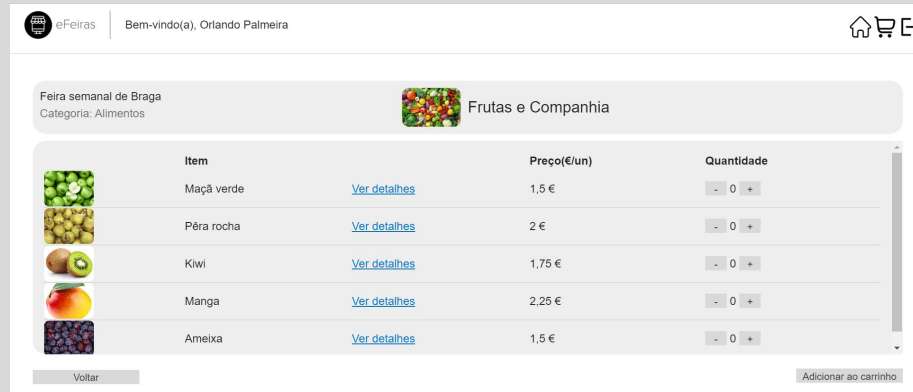 eFeiras
Bem-vindo(a), Orlando Palmeira
Feira semanal de Braga
Categoria: Alimentos
Frutas e Companhia
Item Preço(€/un) Quantidade
Maçã verde Ver detalhes 1,5 € - 0 +
Pêra rocha Ver detalhes 2 € - 0 +
Kiwi Ver detalhes 1,75 € - 0 +
Manga Ver detalhes 2,25 € - 0 +
Ameixa Ver detalhes 1,5 € - 0 +
Voltar Adicionar ao carrinho